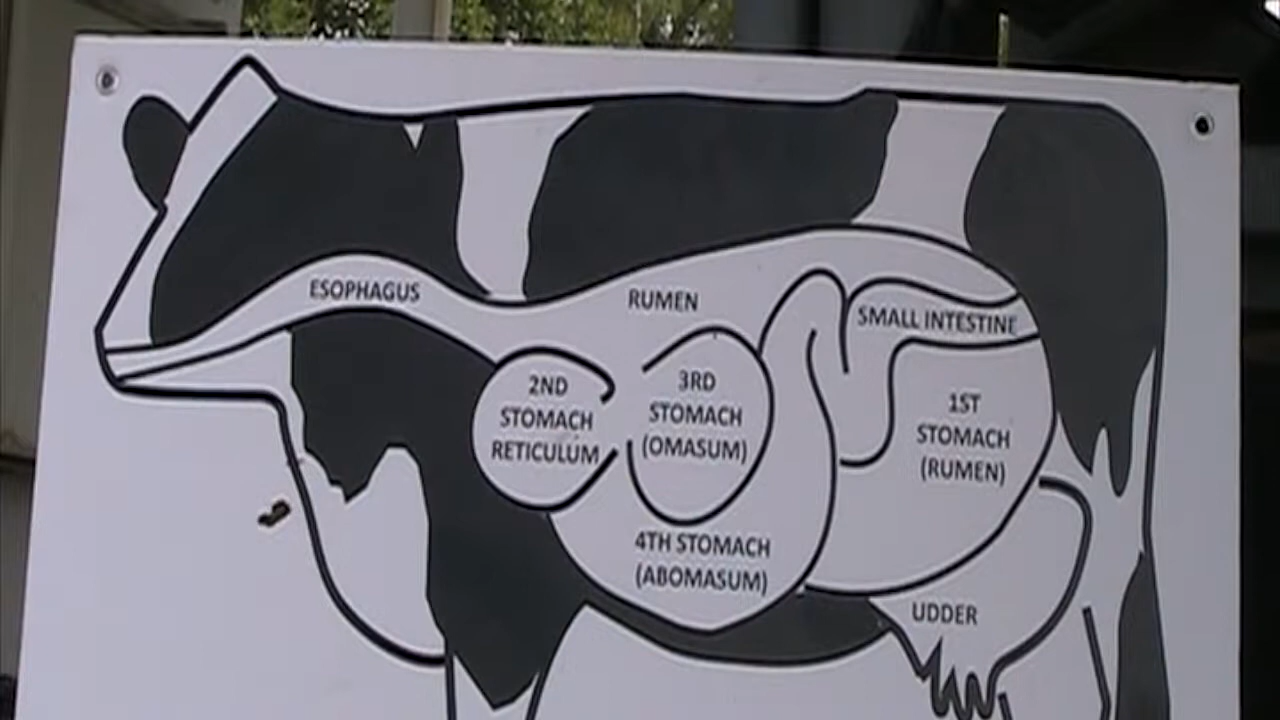 ESOPHAGUS
RUMEN
SMALL INTESTINE
2ND
STOMACH
RETICULUM
3RD
STOMACH
(OMASUM)
1ST
STOMACH
(RUMEN)
4TH STOMACH
(ABOMASUM)
UDDER